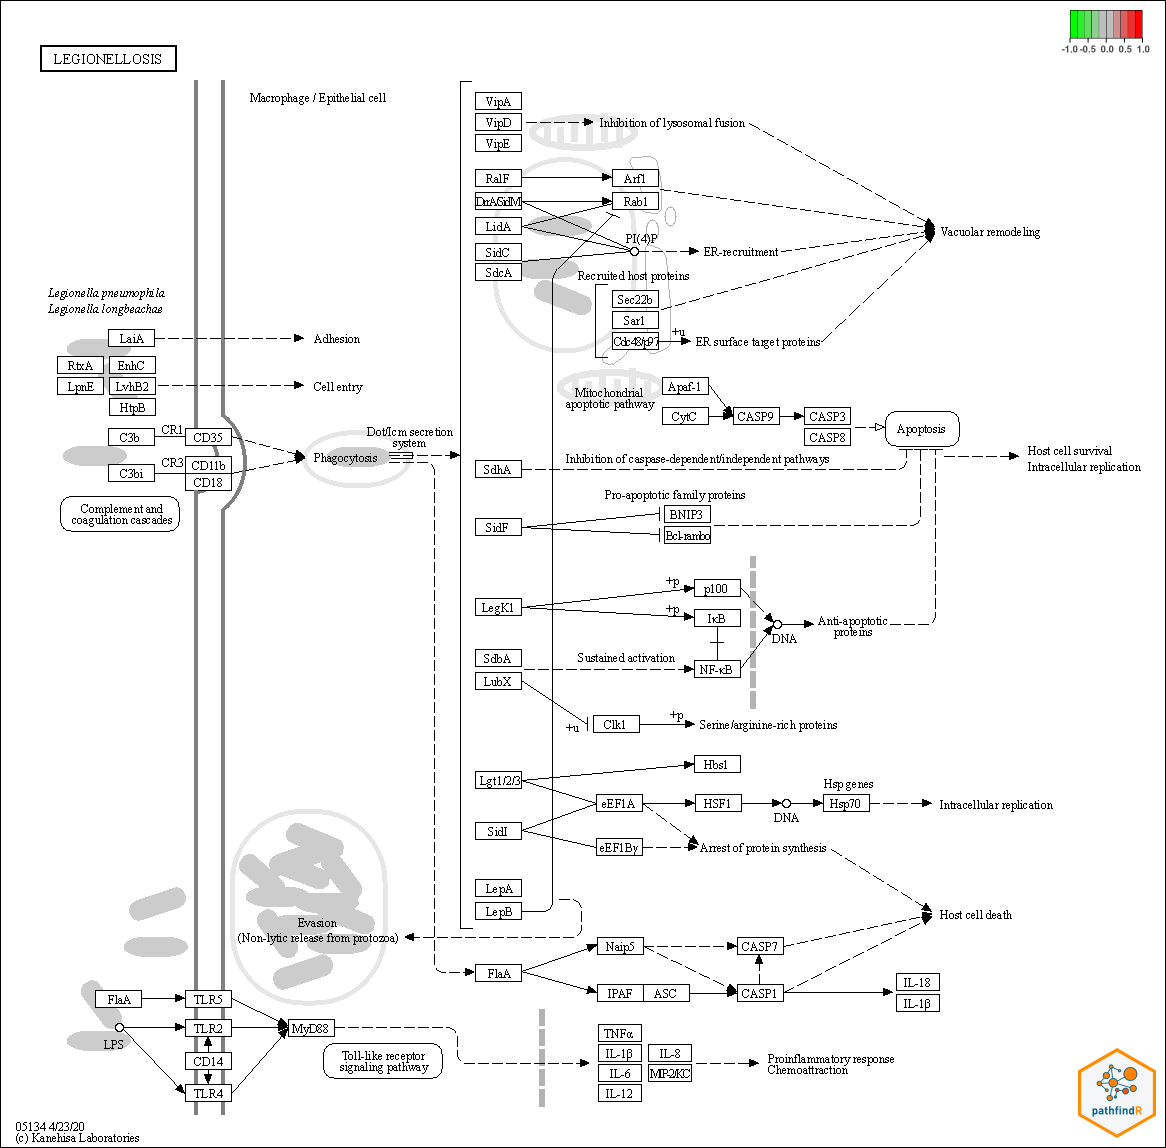 -1.0 -0.5 0.0 0.5 1.0
LEGIONELLOSIS
Macrophage / Epithelial cell
VipA
VipD
Inhibition of lysosomal fusion
VipE
RalF
Arf1
DrrA/SidM
Rab1
LidA
Vacuolar remodeling
PI(4)P
SidC
ER-recruitment
SdcA
Recruited host proteins
Legionella pneumophila
Legionella longbeachae
Sec22b
Sar1
+u
LaiA
Adhesion
Cdc48/p97
ER surface target proteins
RtxA
EnhC
LpnE
LvhB2
Cell entry
Mitochondrial
apoptotic pathway
Apaf-1
HtpB
CytC
CASP9
CASP3
C3b
CR1
CD35
Dot/Icm secretion
system
CASP8
Apoptosis
Phagocytosis
C3bi
CR3
CD11b
CD18
SdhA
Inhibition of caspase-dependent/independent pathways
Host cell survival
Intracellular replication
Complement and
coagulation cascades
Pro-apoptotic family proteins
BNIP3
SidF
Bcl-rambo
+p
p100
LegK1
+p
IκB
DNA
Anti-apoptotic
proteins
SdbA
Sustained activation
NF-κB
LubX
+u
Clk1
+p
Serine/arginine-rich proteins
Hbs1
Lgt1/2/3
Hsp genes
eEF1A
HSF1
DNA
Hsp70
Intracellular replication
SidI
eEF1Bγ
Arrest of protein synthesis
LepA
LepB
Host cell death
Evasion
(Non-lytic release from protozoa)
Naip5
CASP7
FlaA
IPAF
ASC
CASP1
IL-18
IL-1β
FlaA
TLR5
TLR2
MyD88
LPS
CD14
TLR4
Toll-like receptor
signaling pathway
TNFα
IL-1β
IL-8
IL-6
MIP2/KC
IL-12
Proinflammatory response
Chemoattraction
pathfindR
05134 4/23/20
(c) Kanehisa Laboratories